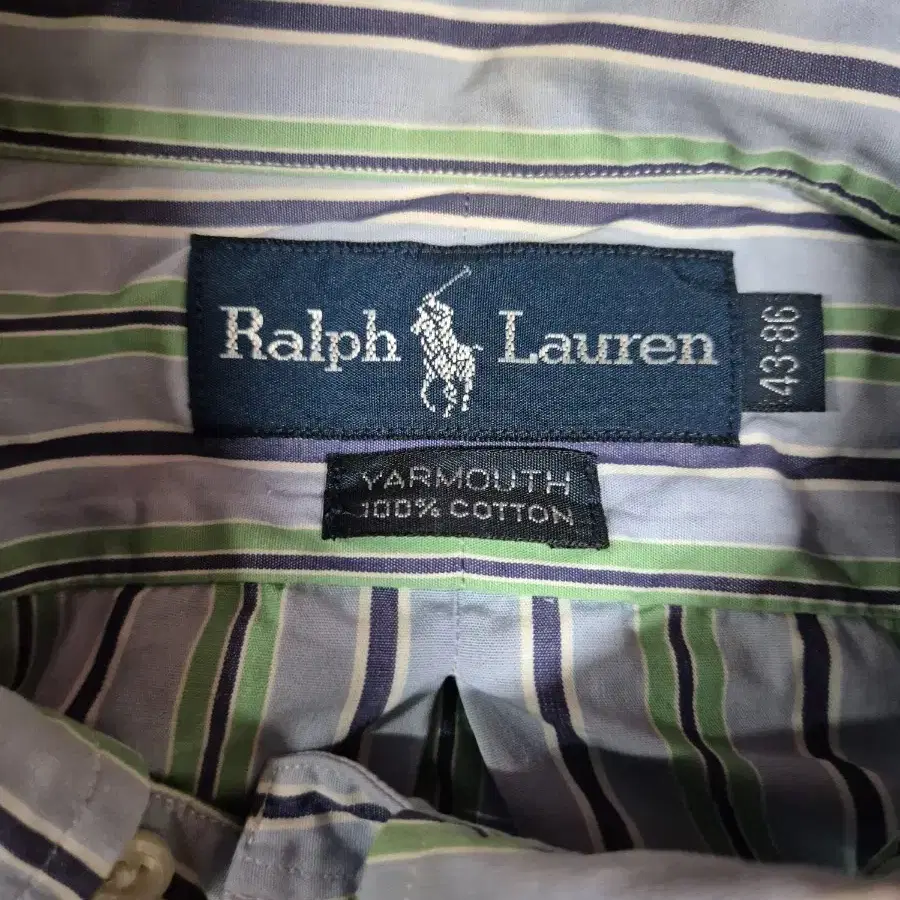 Ralph Lauren
43-86
YARMOUTH
100% COTTON